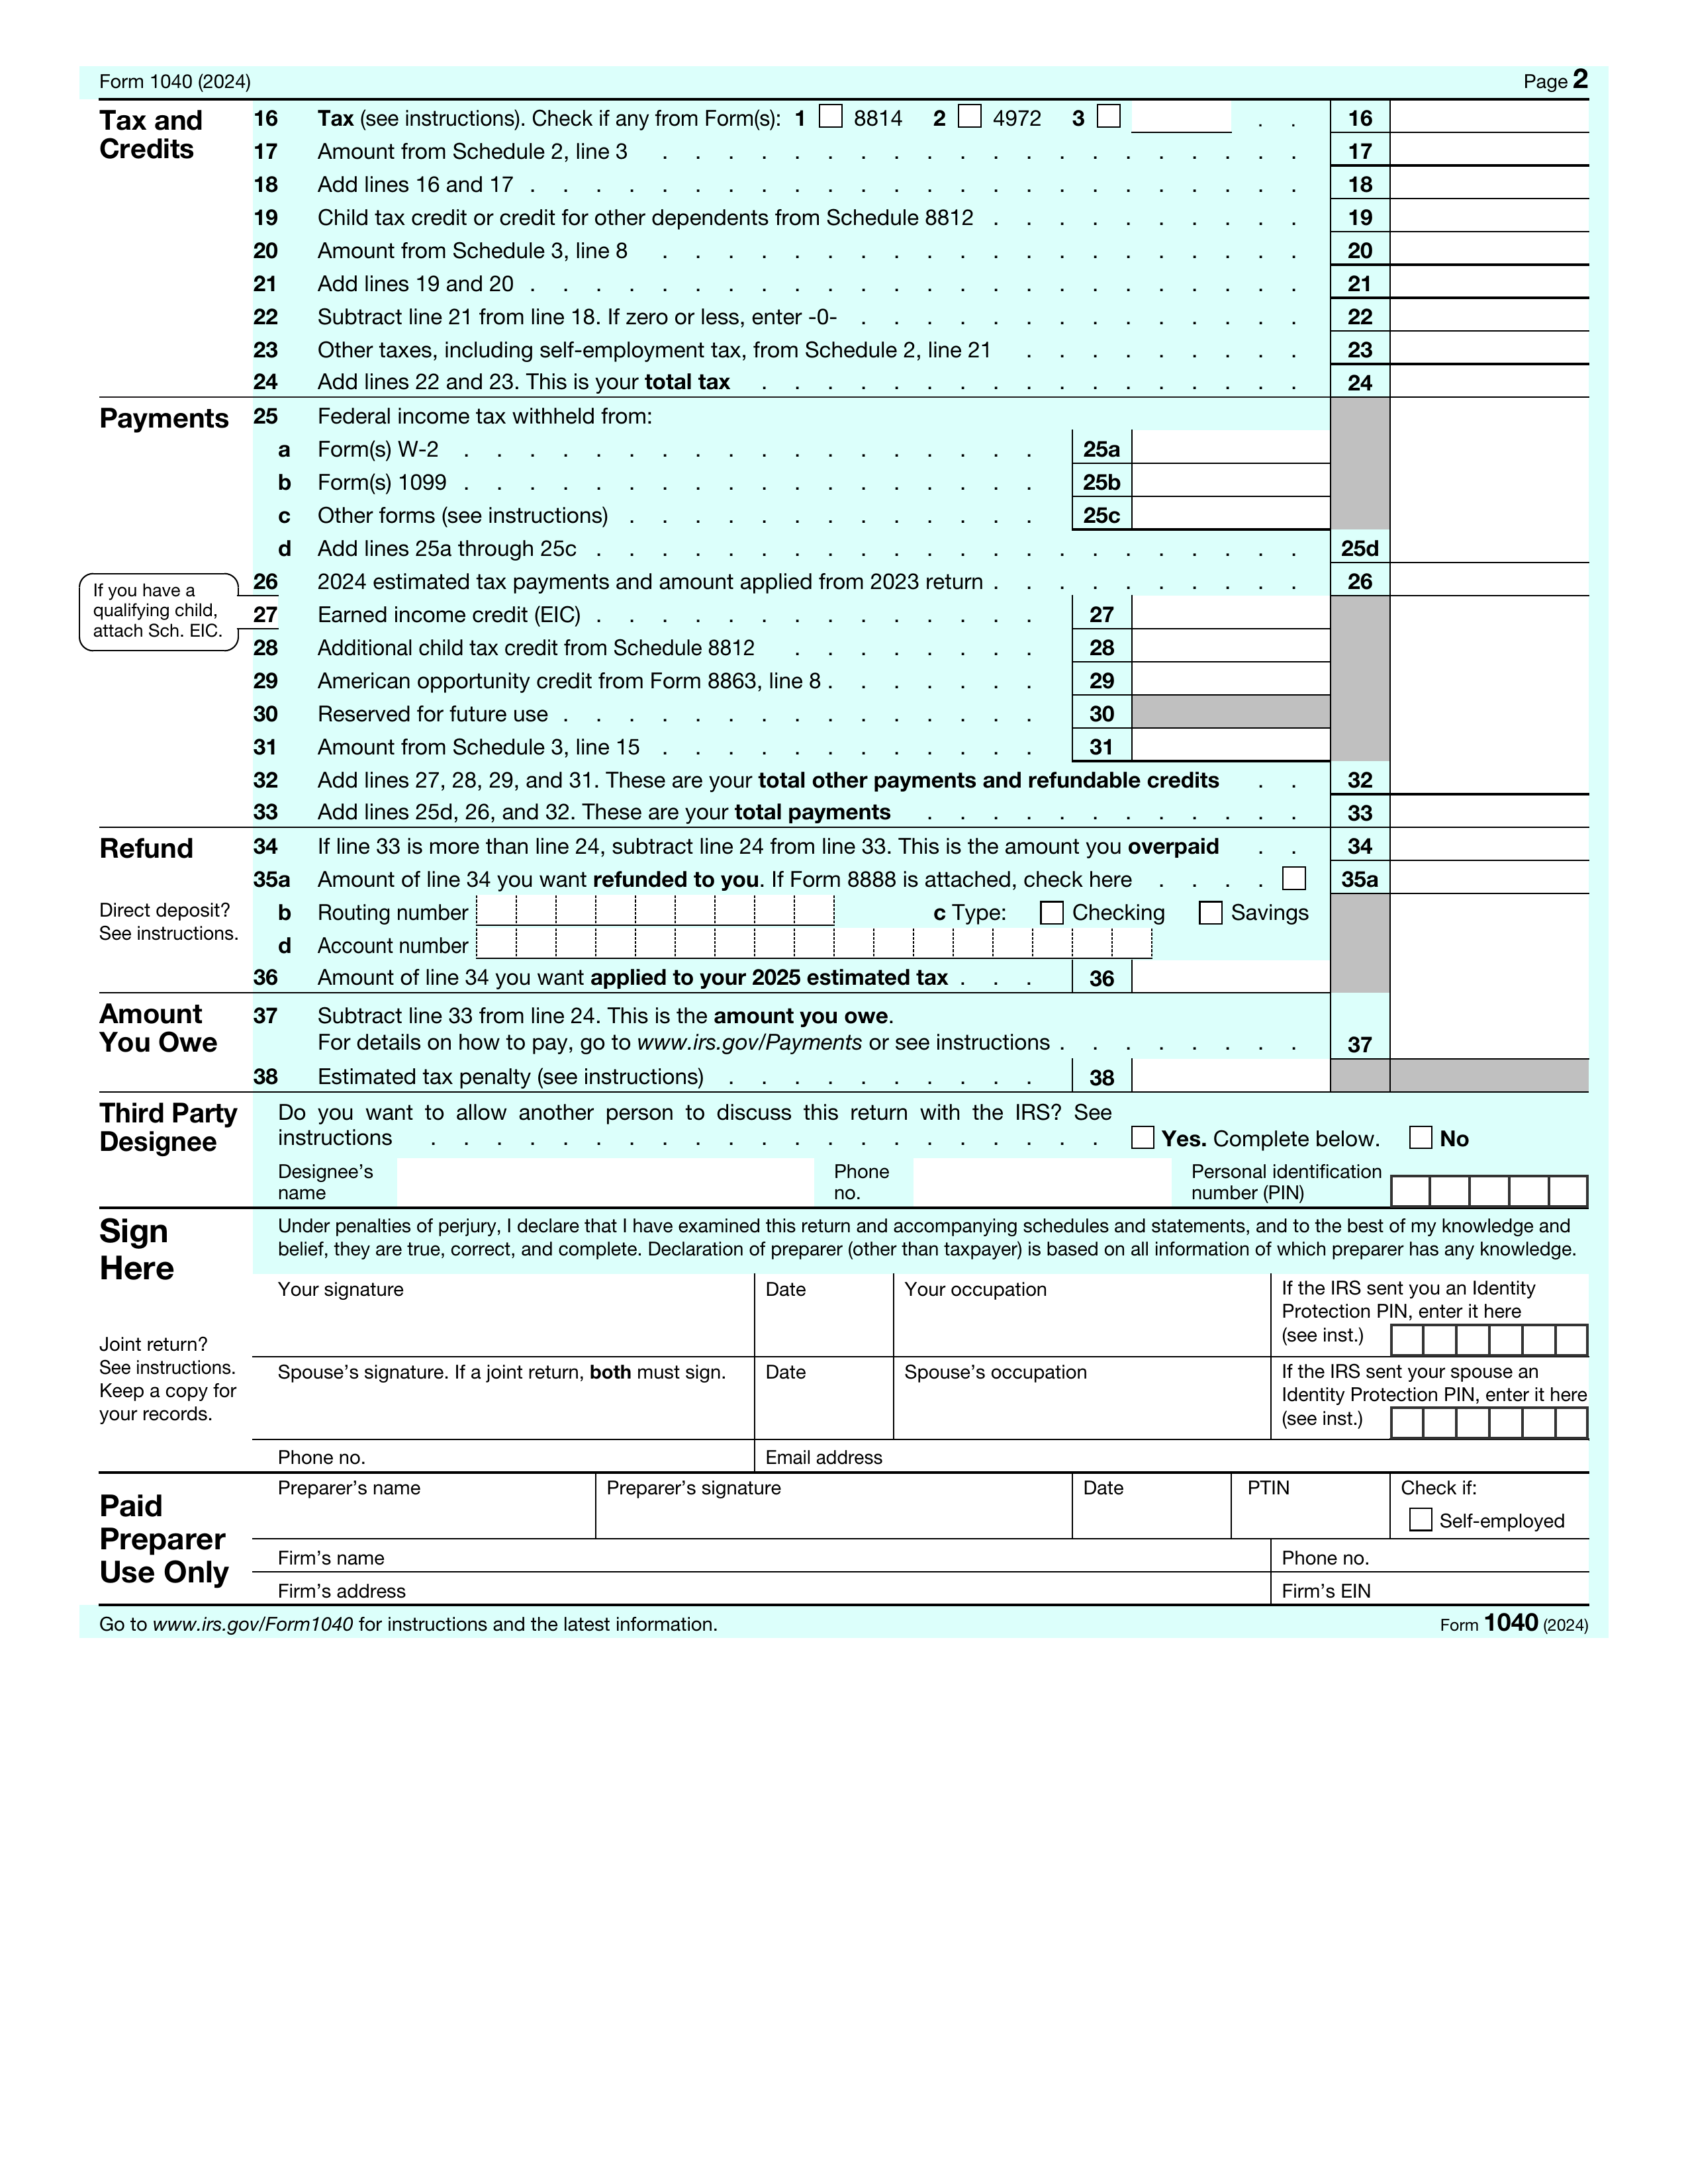 Form 1040 (2024) Page 2
Tax and Credits
16 Tax (see instructions). Check if any from Form(s): 1 8814 2 4972 3 . . 16
17 Amount from Schedule 2, line 3 17
18 Add lines 16 and 17 18
19 Child tax credit or credit for other dependents from Schedule 8812 19
20 Amount from Schedule 3, line 8 20
21 Add lines 19 and 20 21
22 Subtract line 21 from line 18. If zero or less, enter -0- 22
23 Other taxes, including self-employment tax, from Schedule 2, line 21 23
24 Add lines 22 and 23. This is your total tax 24
Payments
25 Federal income tax withheld from:
a Form(s) W-2 25a
b Form(s) 1099 25b
c Other forms (see instructions) 25c
d Add lines 25a through 25c 25d
If you have a
qualifying child,
attach Sch. EIC.
26 2024 estimated tax payments and amount applied from 2023 return 26
27 Earned income credit (EIC) 27
28 Additional child tax credit from Schedule 8812 28
29 American opportunity credit from Form 8863, line 8 29
30 Reserved for future use 30
31 Amount from Schedule 3, line 15 31
32 Add lines 27, 28, 29, and 31. These are your total other payments and refundable credits 32
33 Add lines 25d, 26, and 32. These are your total payments 33
Refund
34 If line 33 is more than line 24, subtract line 24 from line 33. This is the amount you overpaid 34
35a Amount of line 34 you want refunded to you. If Form 8888 is attached, check here 35a
Direct deposit?
See instructions.
b Routing number c Type: Checking Savings
d Account number
36 Amount of line 34 you want applied to your 2025 estimated tax 36
Amount
You Owe
37 Subtract line 33 from line 24. This is the amount you owe.
For details on how to pay, go to www.irs.gov/Payments or see instructions 37
38 Estimated tax penalty (see instructions) 38
Third Party
Designee
Do you want to allow another person to discuss this return with the IRS? See
instructions Yes. Complete below. No
Designee's
name
Phone
no.
Personal identification
number (PIN)
Sign
Here
Under penalties of perjury, I declare that I have examined this return and accompanying schedules and statements, and to the best of my knowledge and
belief, they are true, correct, and complete. Declaration of preparer (other than taxpayer) is based on all information of which preparer has any knowledge.
Joint return?
See instructions.
Keep a copy for
your records.
Your signature Date Your occupation
If the IRS sent you an Identity
Protection PIN, enter it here
(see inst.)
Spouse's signature. If a joint return, both must sign. Date Spouse's occupation
If the IRS sent your spouse an
Identity Protection PIN, enter it here
(see inst.)
Phone no. Email address
Paid
Preparer
Use Only
Preparer's name Preparer's signature Date PTIN Check if:
Self-employed
Firm's name Phone no.
Firm's address Firm's EIN
Go to www.irs.gov/Form1040 for instructions and the latest information. Form 1040 (2024)